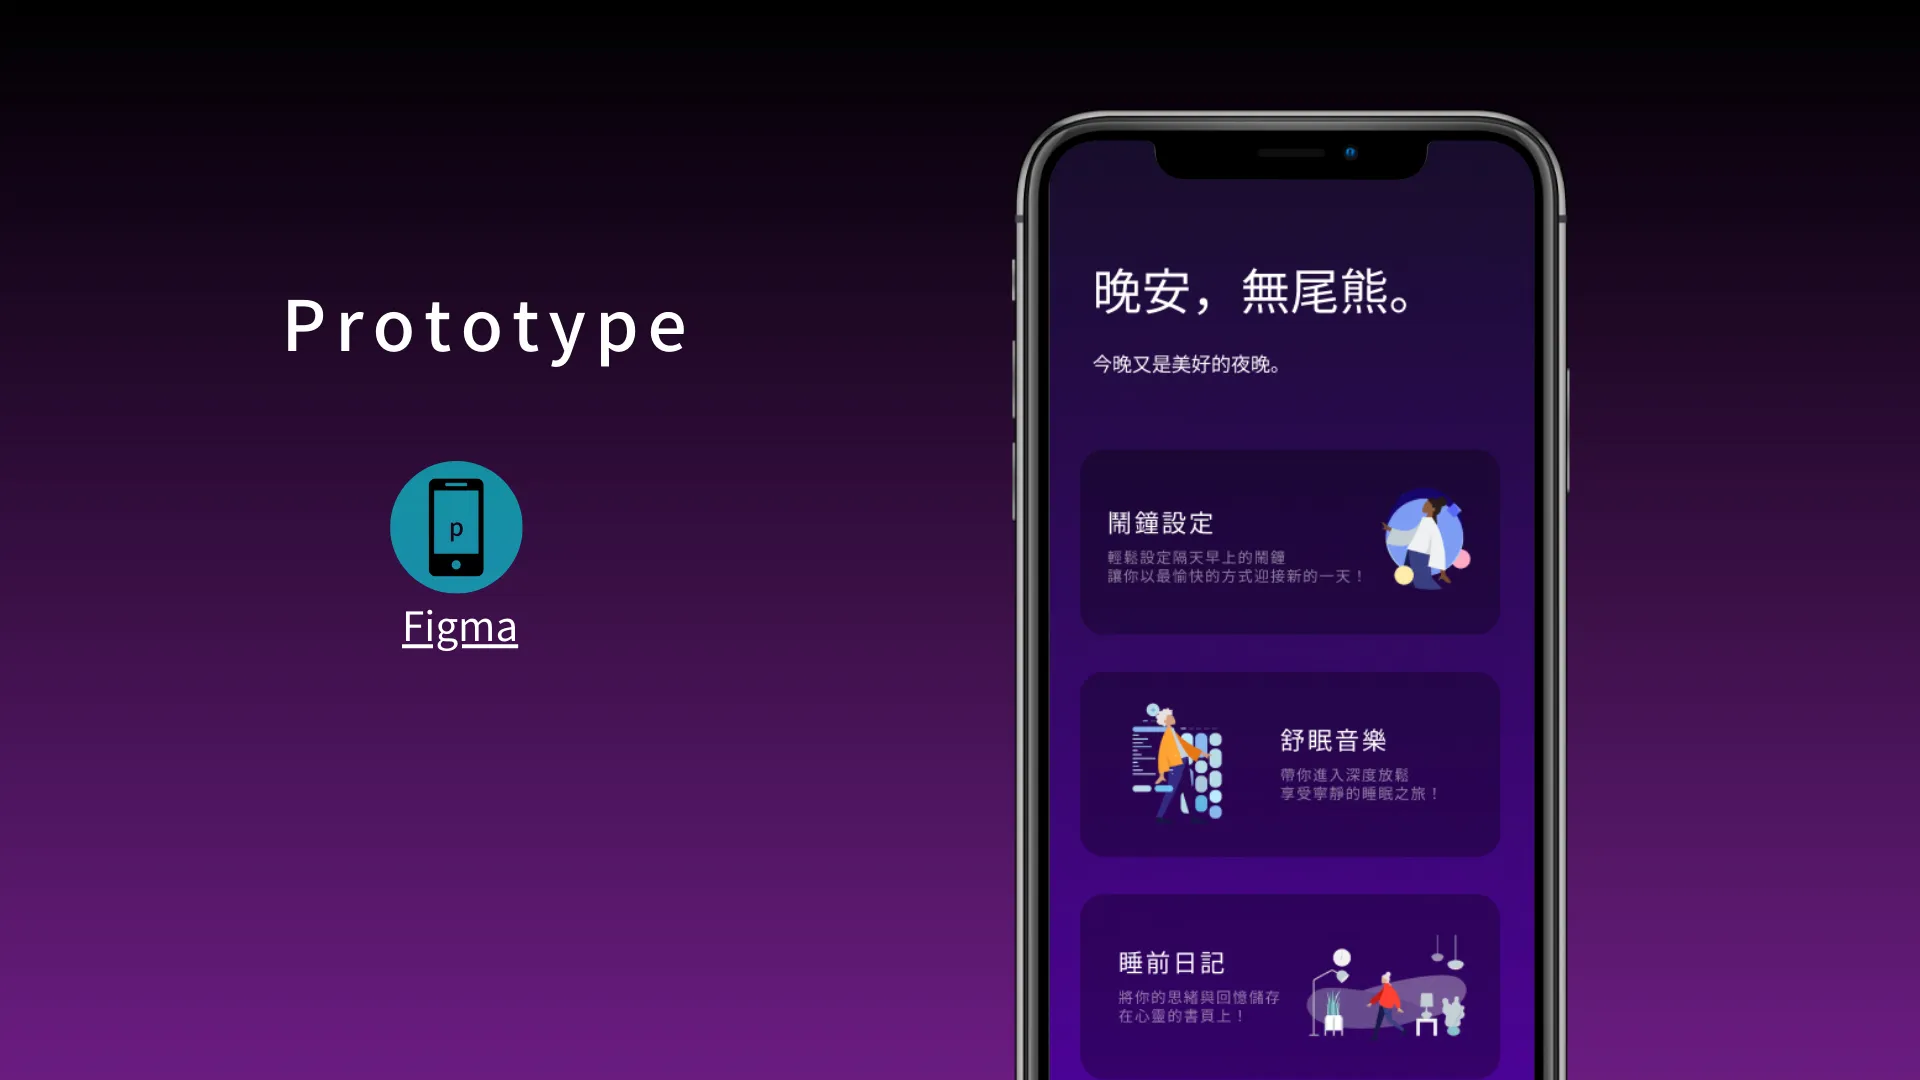 Prototype
p
Figma
晚安，無尾熊。
今晚又是美好的夜晚。
鬧鐘設定
輕鬆設定隔天早上的鬧鐘
讓你以最愉快的方式迎接新的一天！
舒眠音樂
帶你進入深度放鬆
享受寧靜的睡眠之旅！
睡前日記
將你的思緒與回憶儲存
在心靈的書頁上！